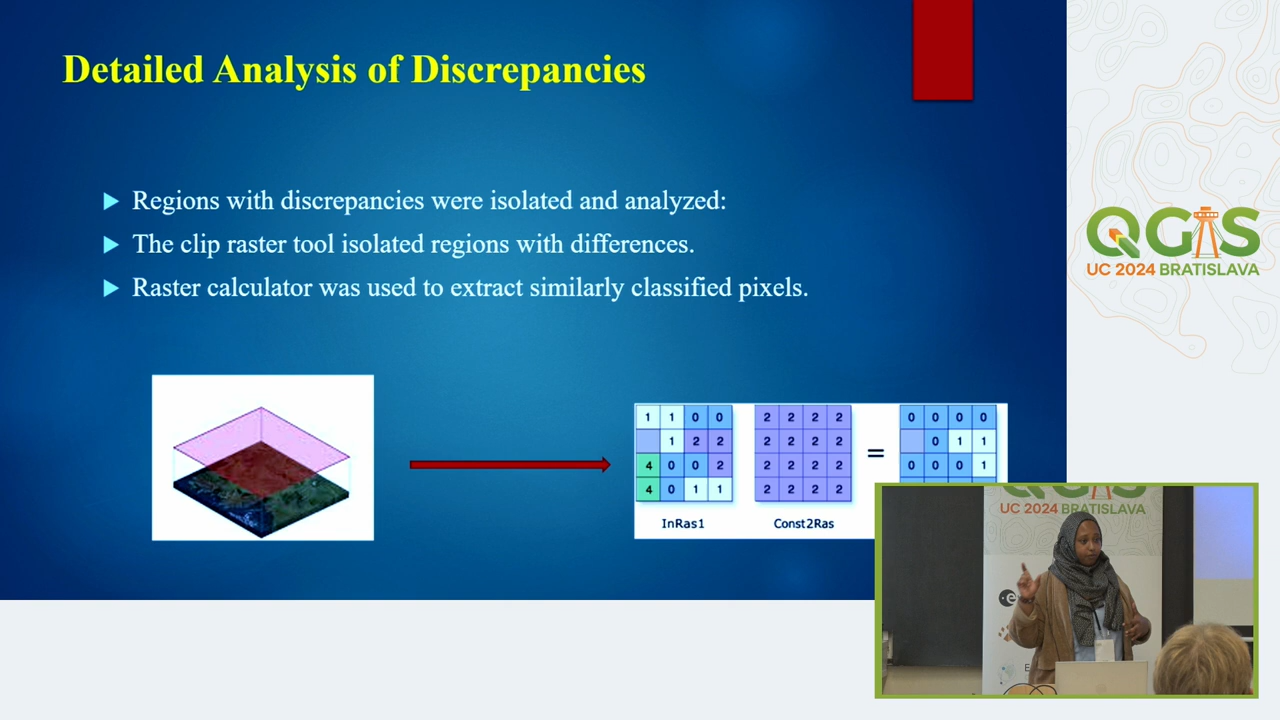 Detailed Analysis of Discrepancies
Regions with discrepancies were isolated and analyzed:
The clip raster tool isolated regions with differences.
Raster calculator was used to extract similarly classified pixels.
1 1 0 0
1 2 2
4 0 0 2
4 0 1 1
InRas1
2 2 2 2
2 2 2 2
2 2 2 2
2 2 2 2
Const2Ras
=
0 0 0 0
0 1 1
0 0 0 1
QGIS
UC 2024 BRATISLAVA
QGIS
UC 2024 BRATISLAVA